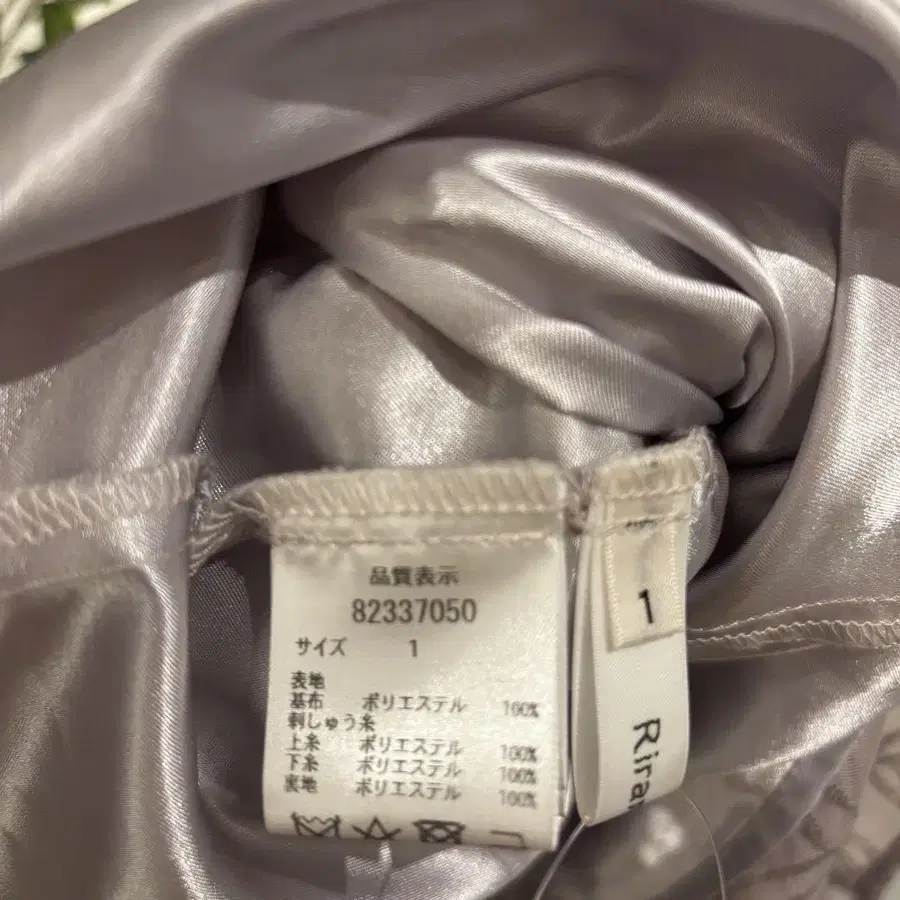 品質表示
82337050
サイズ 1
表地
基布 ポリエステル 100%
刺しゅう糸
上糸 ポリエステル 100%
下糸 ポリエステル 100%
裏地 ポリエステル 100%
1